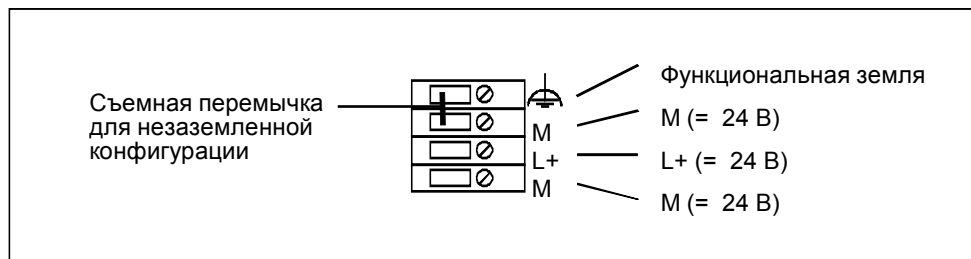 Съемная перемычка
для незаземленной
конфигурации
M
L+
M
Функциональная земля
M (= 24 В)
L+ (= 24 В)
M (= 24 В)